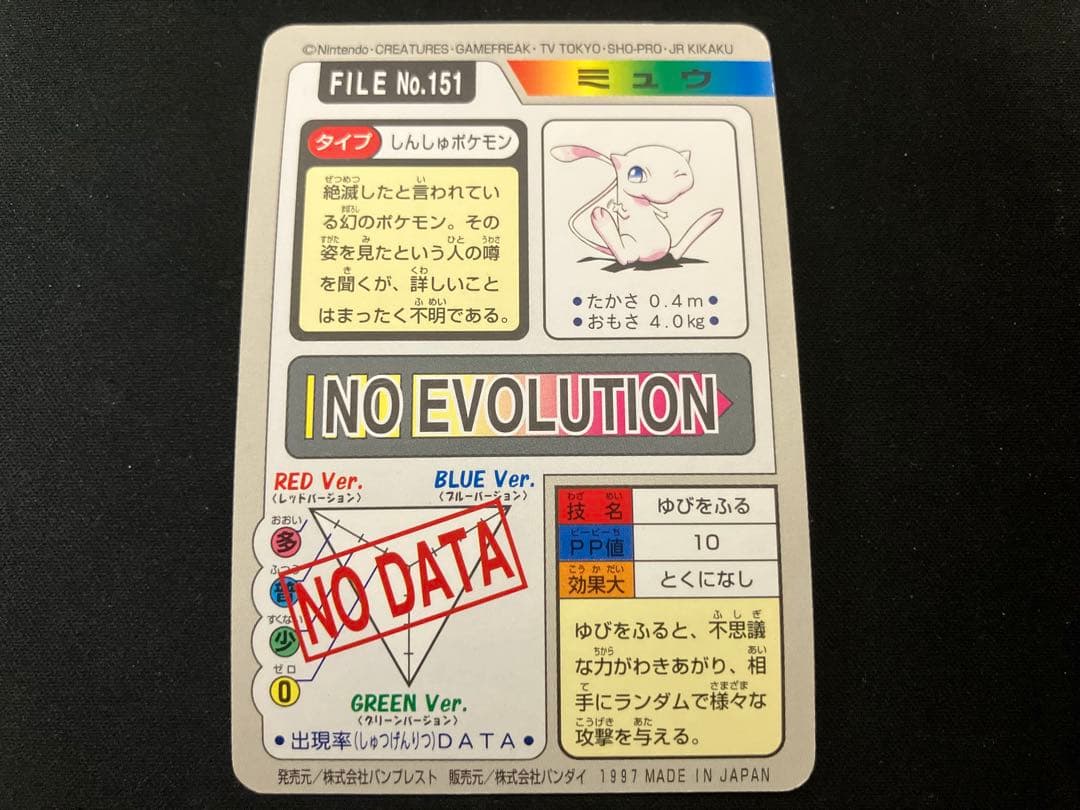 ©Nintendo・CREATURES・GAMEFREAK・TV TOKYO・SHO-PRO・JR KIKAKU
FILE No.151
ミュウ
タイプ しんしゅポケモン
絶滅したと言われてい
る幻のポケモン。その
姿を見たという人の噂
を聞くが、詳しいこと
はまったく不明である。
●たかさ 0.4m●
●おもさ 4.0kg●
NO EVOLUTION
RED Ver.
(レッドバージョン)
BLUE Ver.
(ブルーバージョン)
おおい
多
ふつう
普
すくない
少
ゼロ
0
NO DATA
GREEN Ver.
(グリーンバージョン)
●出現率(しゅつげんりつ)DATA●
技名 ゆびをふる
PP値 10
効果大 とくになし
ゆびをふると、不思議
な力がわきあがり、相
手にランダムで様々な
攻撃を与える。
発売元/株式会社バンプレスト 販売元/株式会社バンダイ 1997 MADE IN JAPAN